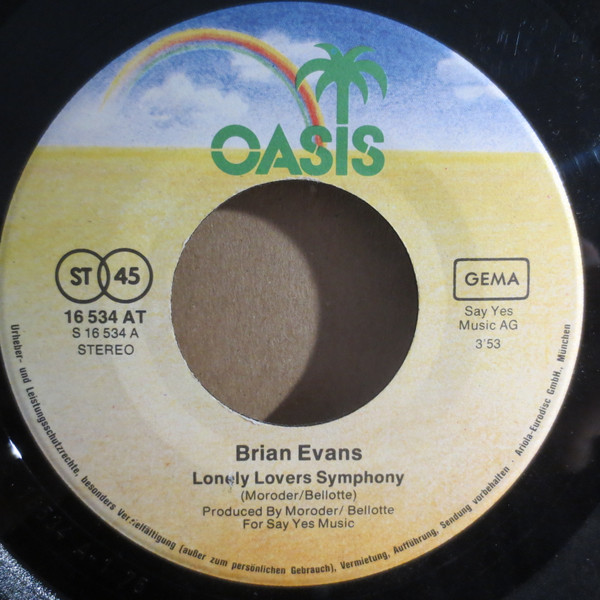 OASIS
ST 45
16 534 AT
S 16 534 A
STEREO
GEMA
Say Yes
Music AG
3'53
Brian Evans
Lonely Lovers Symphony
(Moroder/Bellotte)
Produced By Moroder/ Bellotte
For Say Yes Music
Urheber- und Leistungsschutzrechte, besonders Vervielfältigung (außer zum persönlichen Gebrauch), Vermietung, Aufführung, Sendung vorbehalten · Ariola-Eurodisc GmbH., München